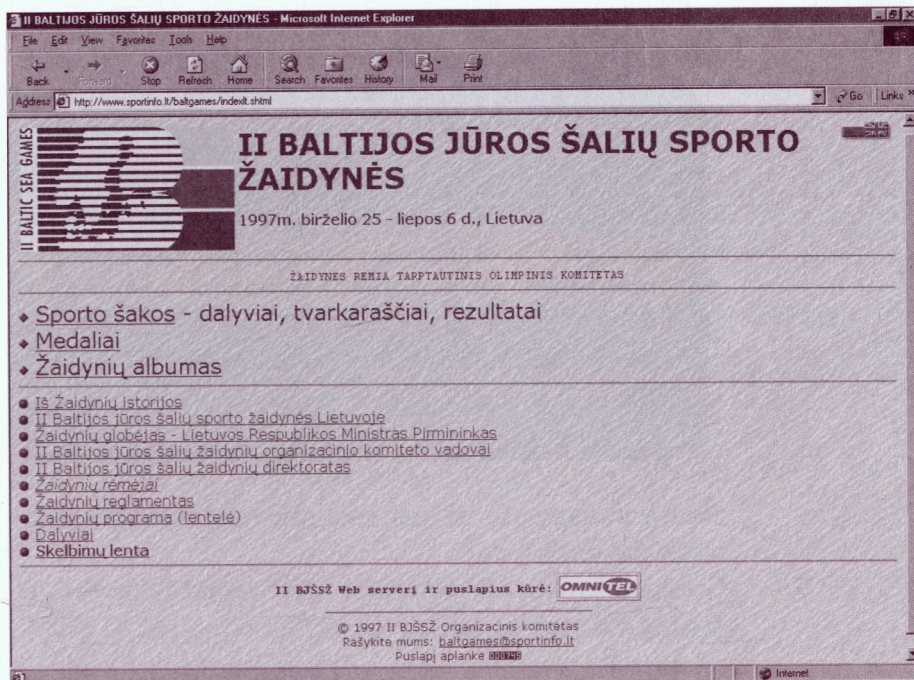 II BALTIJOS JŪROS ŠALIŲ SPORTO ŽAIDYNĖS - Microsoft Internet Explorer
File Edit View Favorites Tools Help
Back Forward Stop Refresh Home Search Favorites History Mail Print
Address http://www.sportinfo.lt/baltgames/indexlt.shtml Go Links »
II BALTIC SEA GAMES
II BALTIJOS JŪROS ŠALIŲ SPORTO
ŽAIDYNĖS
1997m. birželio 25 - liepos 6 d., Lietuva
ŽAIDYNES REMIA TARPTAUTINIS OLIMPINIS KOMITETAS
Sporto šakos - dalyviai, tvarkaraščiai, rezultatai
Medaliai
Žaidynių albumas
Iš Žaidynių istorijos
II Baltijos jūros šalių sporto žaidynės Lietuvoje
Žaidynių globėjas - Lietuvos Respublikos Ministras Pirmininkas
II Baltijos jūros šalių žaidynių organizacinio komiteto vadovai
II Baltijos jūros šalių žaidynių direktoratas
Žaidynių rėmėjai
Žaidynių reglamentas
Žaidynių programa (lentelė)
Dalyviai
Skelbimų lenta
II BJŠSŽ Web serverį ir puslapius kūrė: OMNITEL
© 1997 II BJŠSŽ Organizacinis komitetas
Rašykite mums: baltgames@sportinfo.lt
Puslapį aplankė
Internet